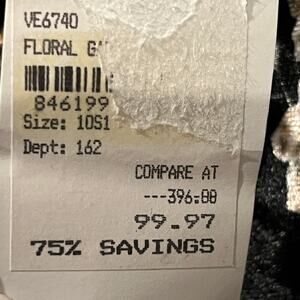 VE6740
FLORAL
846199
Size: 10S1
Dept: 162
COMPARE AT
---396.00
99.97
75% SAVINGS